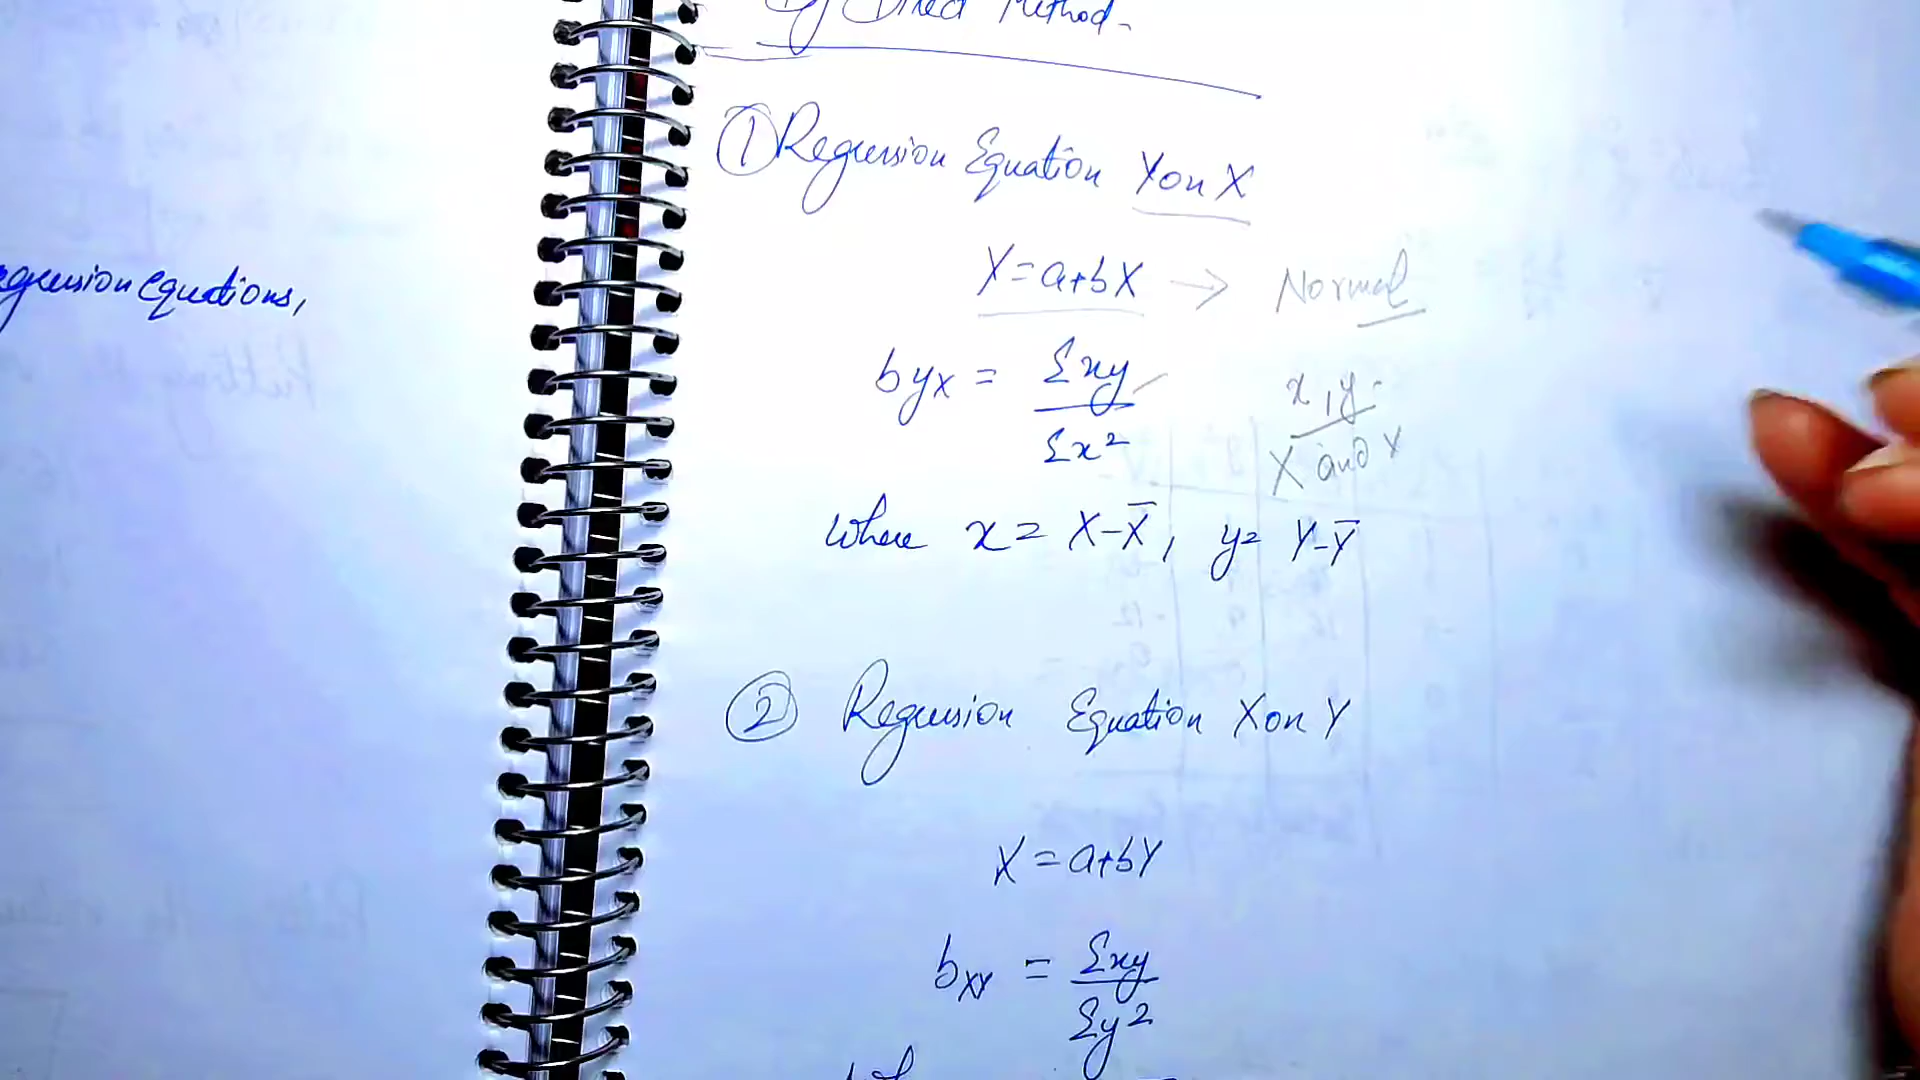 By Direct Method-
① Regression Equation Y on X
Y = a+bX → Normal
byx = Σxy / Σx²
x, y.
X and Y
where x = X-X̅, y = Y-Y̅
② Regression Equation X on Y
X = a+bY
bxy = Σxy / Σy²
regression equations,